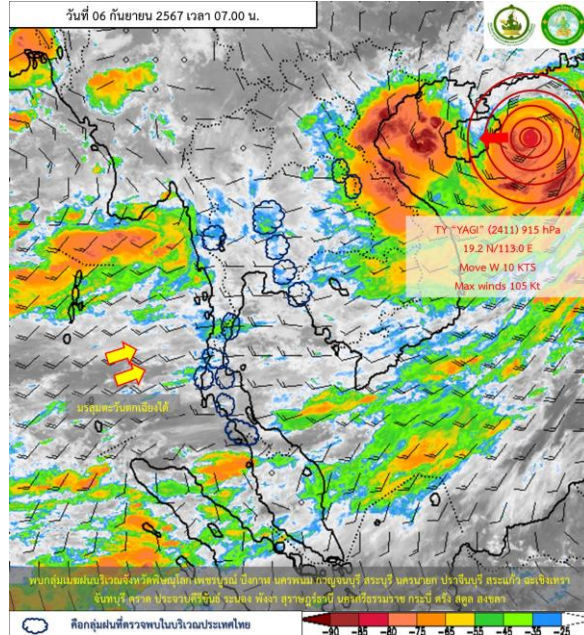 วันที่ 06 กันยายน 2567 เวลา 07.00 น.
TY "YAGI" (2411) 915 hPa
19.2 N/113.0 E
Move W 10 KTS
Max winds 105 Kt
มรสุมตะวันตกเฉียงใต้
พบกลุ่มเมฆฝนบริเวณจังหวัดพิษณุโลก เพชรบูรณ์ บึงกาฬ นครพนม กาญจนบุรี สระบุรี นครนายก ปราจีนบุรี สระแก้ว ฉะเชิงเทรา
จันทบุรี ตราด ประจวบคีรีขันธ์ ระนอง พังงา สุราษฎร์ธานี นครศรีธรรมราช กระบี่ ตรัง สตูล สงขลา
คือกลุ่มฝนที่ตรวจพบในบริเวณประเทศไทย
-90 -85 -80 -75 -65 -55 -45 -35 -25